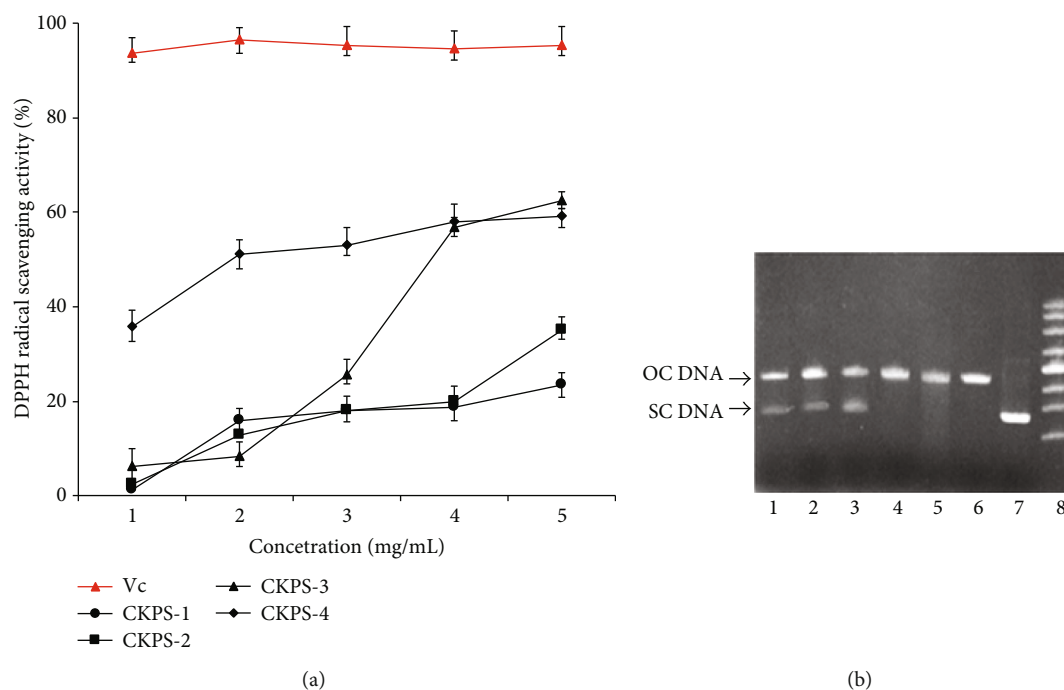 (a)
DPPH radical scavenging activity (%)
100
80
60
40
20
0
1 2 3 4 5
Concetration (mg/mL)
Vc
CKPS-1
CKPS-2
CKPS-3
CKPS-4
(a)
OC DNA
SC DNA
1 2 3 4 5 6 7 8
(b)